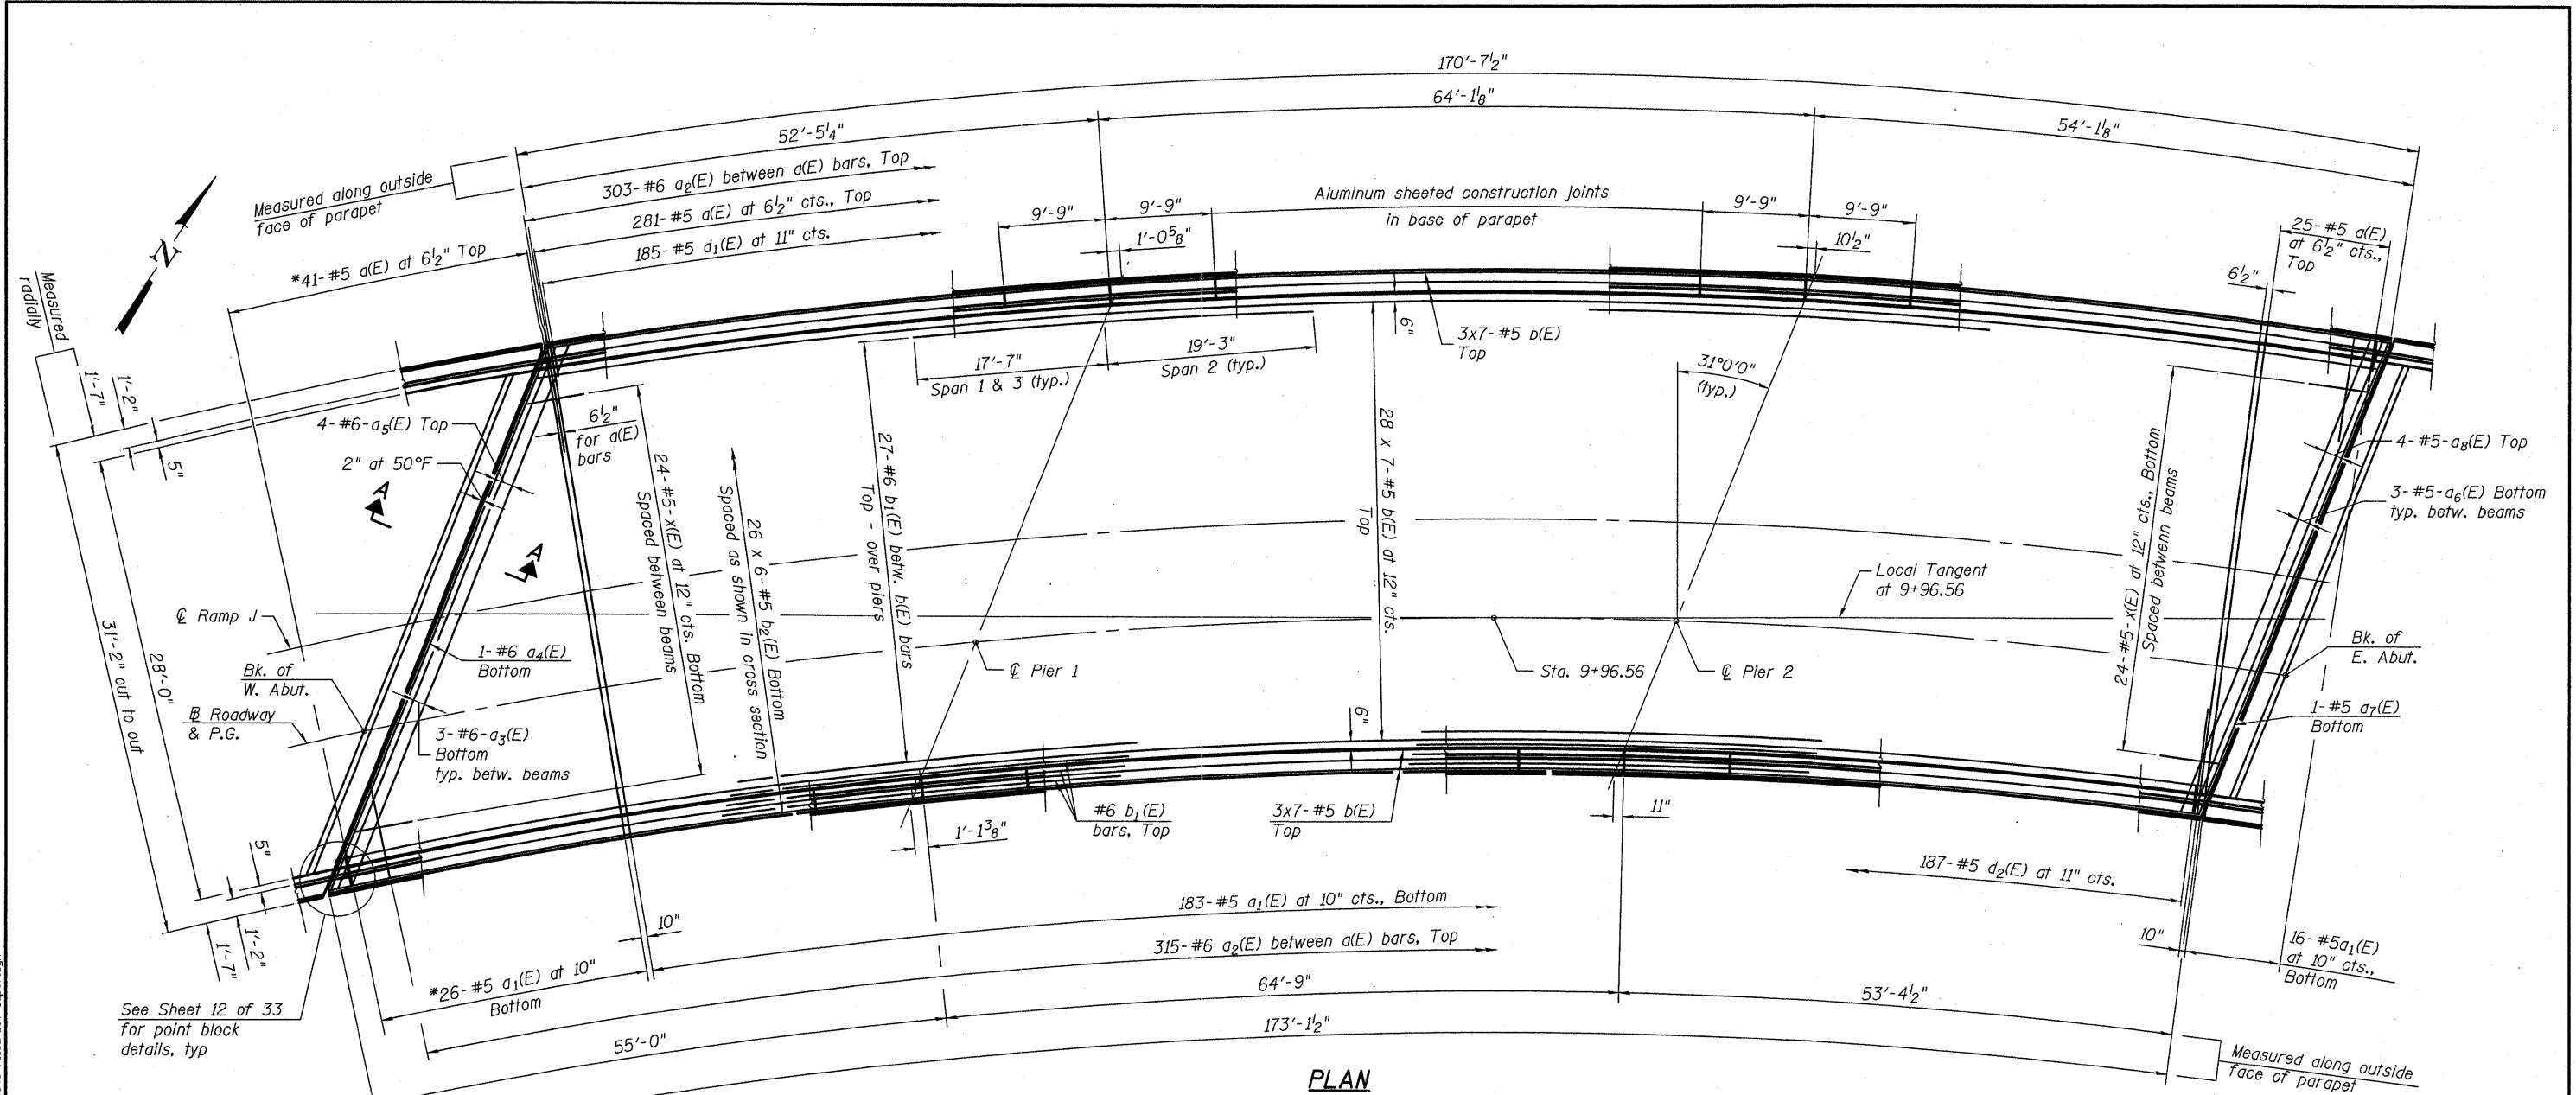 170'-7½"
64'-1⅛"
52'-5¼"
54'-1⅛"
Measured along outside
face of parapet
303-#6 a2(E) between a(E) bars, Top
281-#5 a(E) at 6½" cts., Top
185-#5 d1(E) at 11" cts.
*41-#5 a(E) at 6½" Top
9'-9"
9'-9"
1'-0⅝"
Aluminum sheeted construction joints
in base of parapet
9'-9"
9'-9"
10½"
25-#5 a(E)
at 6½" cts.,
Top
6½"
N
Measured
radially
1'-7"
1'-2"
5"
6"
3x7-#5 b(E)
Top
17'-7"
Span 1 & 3 (typ.)
19'-3"
Span 2 (typ.)
31°0'0"
(typ.)
4-#6-a5(E) Top
2" at 50°F
6½"
for a(E)
bars
A
A
24-#5-x(E) at 12" cts. Bottom
Spaced between beams
26 x 6-#5 b2(E) Bottom
Spaced as shown in cross section
27-#6 b1(E) betw. b(E) bars
Top - over piers
28 x 7-#5 b(E) at 12" cts.
Top
24-#5-x(E) at 12" cts., Bottom
Spaced betwenn beams
4-#5-a8(E) Top
3-#5-a6(E) Bottom
typ. betw. beams
Local Tangent
at 9+96.56
℄ Ramp J
31'-2" out to out
28'-0"
Bk. of
W. Abut.
1-#6 a4(E)
Bottom
℄ Pier 1
Sta. 9+96.56
℄ Pier 2
Bk. of
E. Abut.
BL Roadway
& P.G.
3-#6-a3(E)
Bottom
typ. betw. beams
1-#5 a7(E)
Bottom
6"
#6 b1(E)
bars, Top
3x7-#5 b(E)
Top
11"
1'-1⅜"
5"
1'-2"
1'-7"
187-#5 d2(E) at 11" cts.
183-#5 a1(E) at 10" cts., Bottom
10"
315-#6 a2(E) between a(E) bars, Top
10"
16-#5a1(E)
at 10" cts.,
Bottom
*26-#5 a1(E) at 10"
Bottom
See Sheet 12 of 33
for point block
details, typ
64'-9"
53'-4½"
55'-0"
173'-1½"
Measured along outside
face of parapet
PLAN